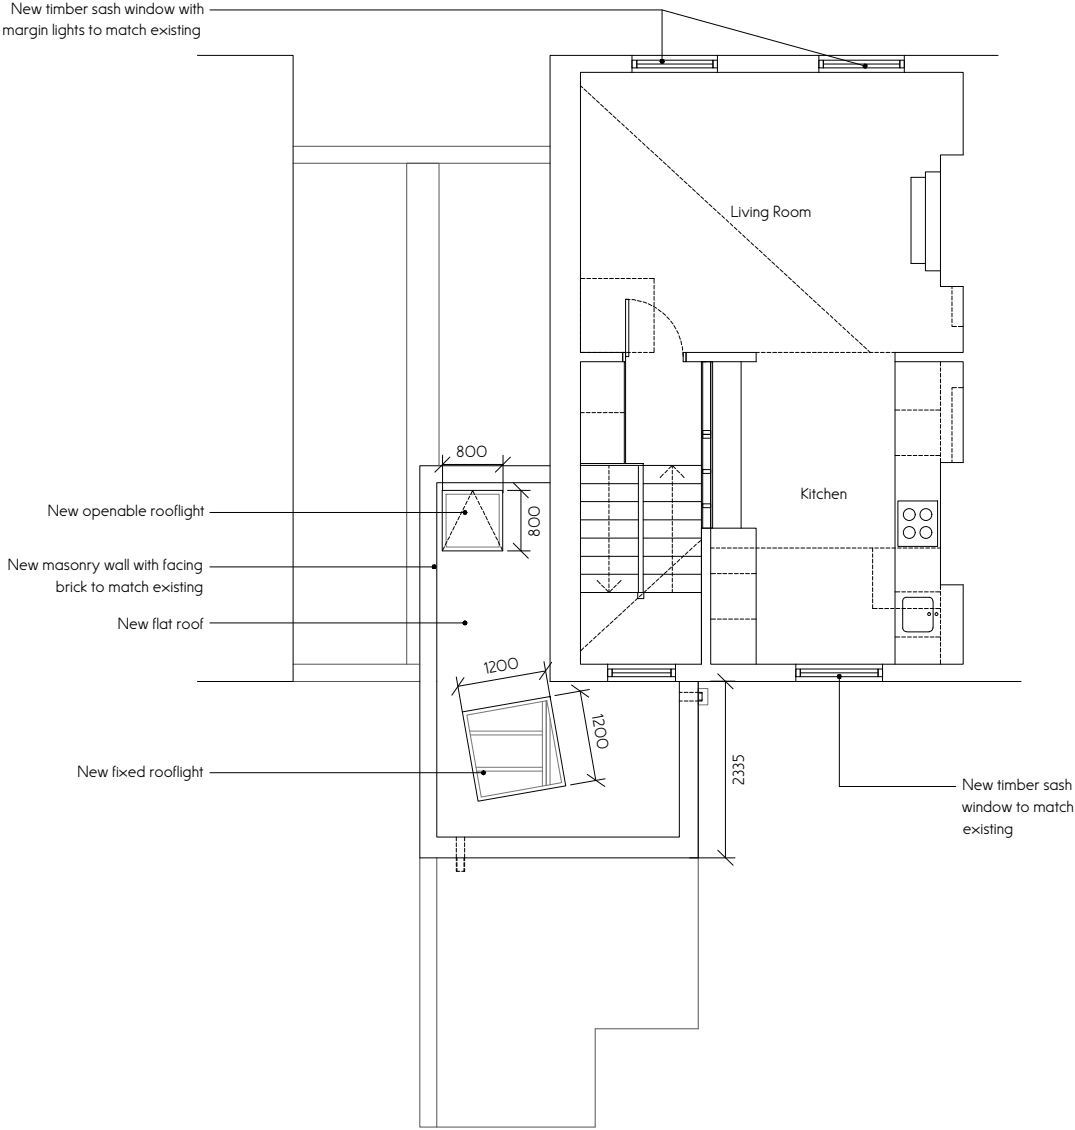 New timber sash window with
margin lights to match existing
Living Room
800
Kitchen
New openable rooflight
800
New masonry wall with facing
brick to match existing
New flat roof
1200
1200
2335
New fixed rooflight
New timber sash
window to match
existing